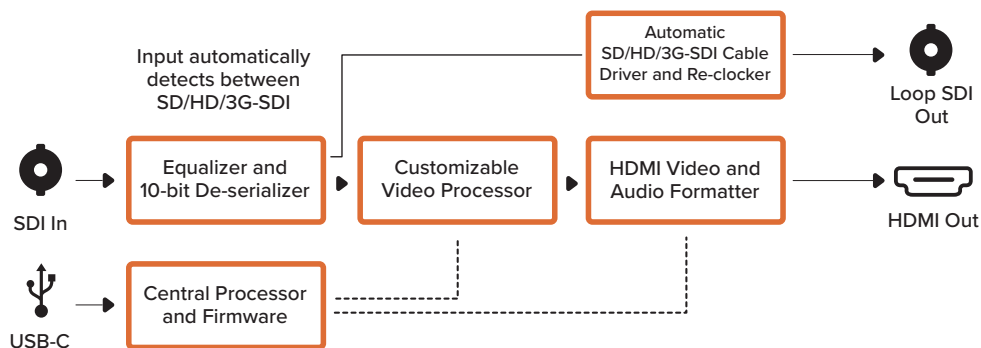 Input automatically
detects between
SD/HD/3G-SDI
Automatic
SD/HD/3G-SDI Cable
Driver and Re-clocker
Loop SDI
Out
SDI In
Equalizer and
10-bit De-serializer
Customizable
Video Processor
HDMI Video and
Audio Formatter
HDMI Out
USB-C
Central Processor
and Firmware